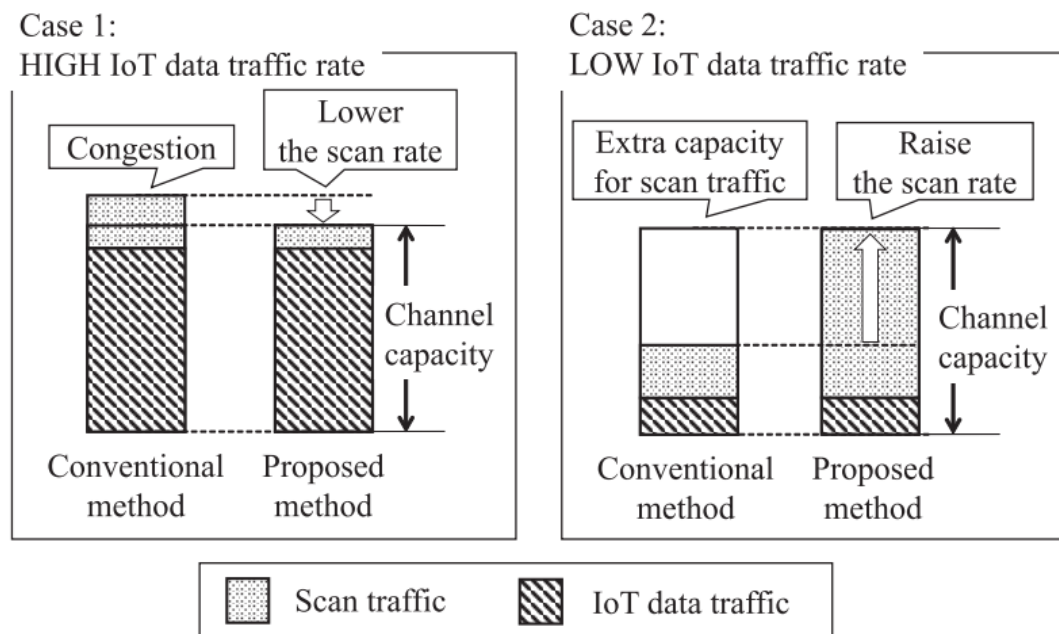 Case 1:
HIGH IoT data traffic rate
Congestion
Lower
the scan rate
Channel
capacity
Conventional
method
Proposed
method
Case 2:
LOW IoT data traffic rate
Extra capacity
for scan traffic
Raise
the scan rate
Channel
capacity
Conventional
method
Proposed
method
Scan traffic
IoT data traffic